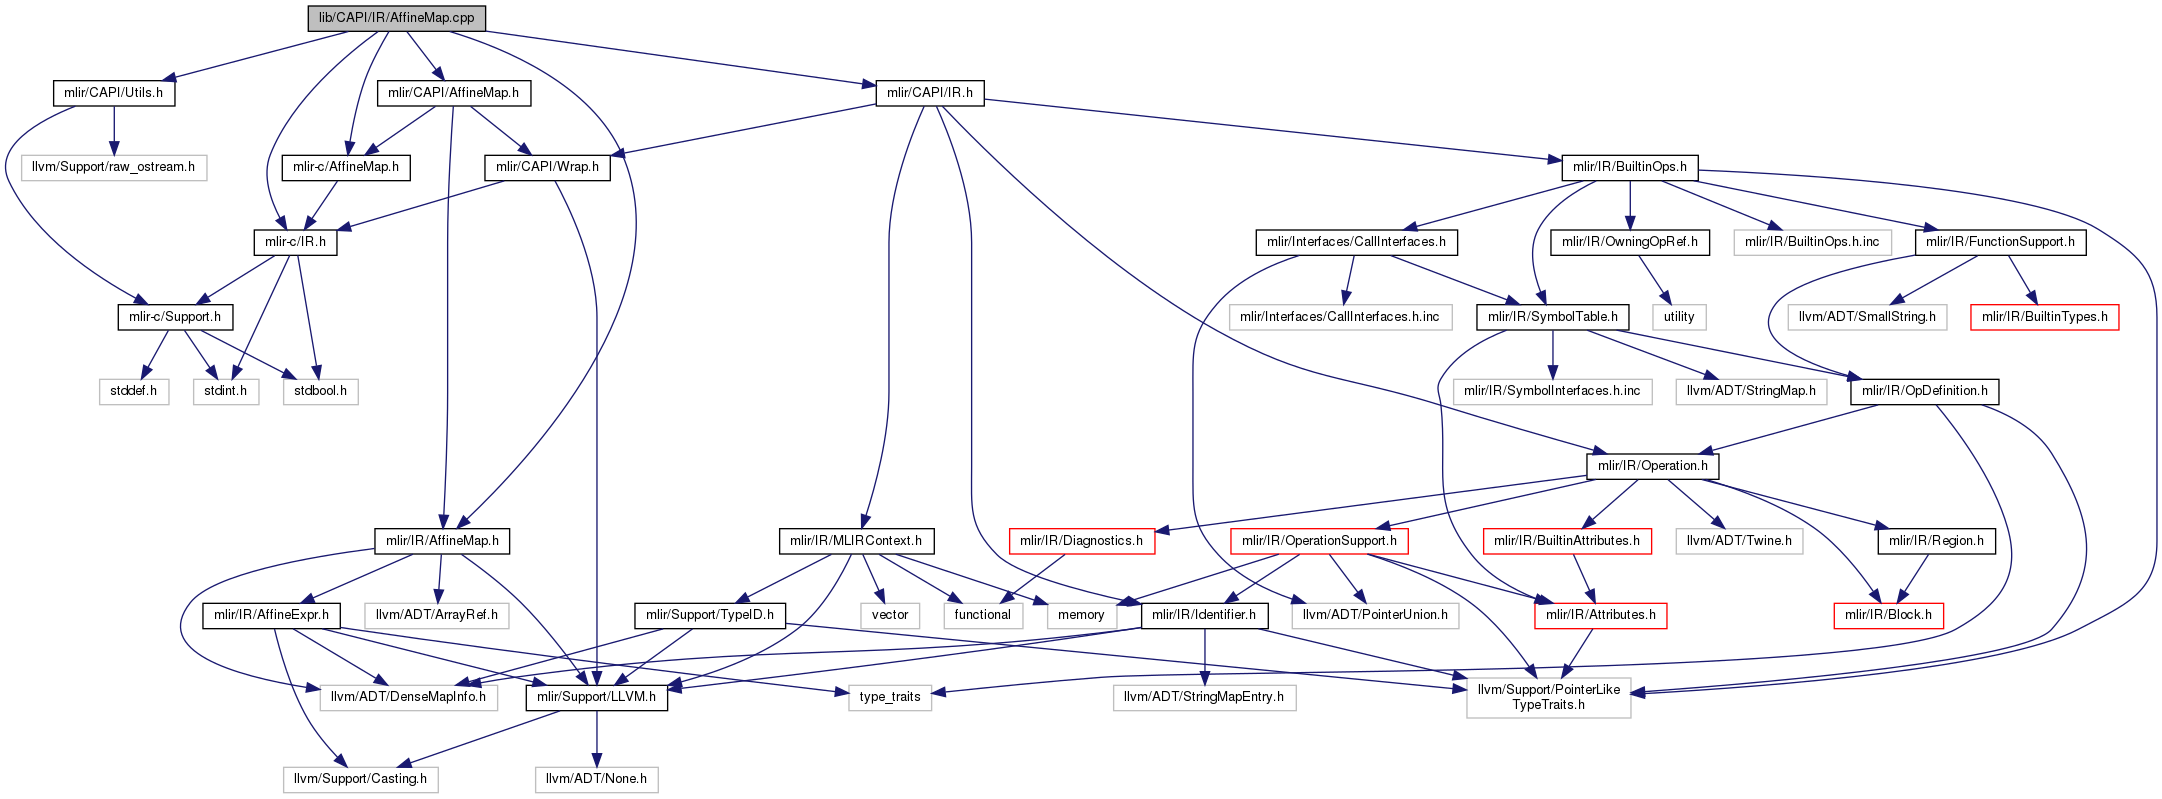 lib/CAPI/IR/AffineMap.cpp
mlir/CAPI/Utils.h
mlir/CAPI/AffineMap.h
mlir/CAPI/IR.h
llvm/Support/raw_ostream.h
mlir-c/AffineMap.h
mlir/CAPI/Wrap.h
mlir/IR/BuiltinOps.h
mlir-c/IR.h
mlir/Interfaces/CallInterfaces.h
mlir/IR/OwningOpRef.h
mlir/IR/BuiltinOps.h.inc
mlir/IR/FunctionSupport.h
mlir-c/Support.h
mlir/Interfaces/CallInterfaces.h.inc
mlir/IR/SymbolTable.h
utility
llvm/ADT/SmallString.h
mlir/IR/BuiltinTypes.h
stddef.h
stdint.h
stdbool.h
mlir/IR/SymbolInterfaces.h.inc
llvm/ADT/StringMap.h
mlir/IR/OpDefinition.h
mlir/IR/Operation.h
mlir/IR/AffineMap.h
mlir/IR/MLIRContext.h
mlir/IR/Diagnostics.h
mlir/IR/OperationSupport.h
mlir/IR/BuiltinAttributes.h
llvm/ADT/Twine.h
mlir/IR/Region.h
mlir/IR/AffineExpr.h
llvm/ADT/ArrayRef.h
mlir/Support/TypeID.h
vector
functional
memory
mlir/IR/Identifier.h
llvm/ADT/PointerUnion.h
mlir/IR/Attributes.h
mlir/IR/Block.h
llvm/ADT/DenseMapInfo.h
mlir/Support/LLVM.h
type_traits
llvm/ADT/StringMapEntry.h
llvm/Support/PointerLike
TypeTraits.h
llvm/Support/Casting.h
llvm/ADT/None.h